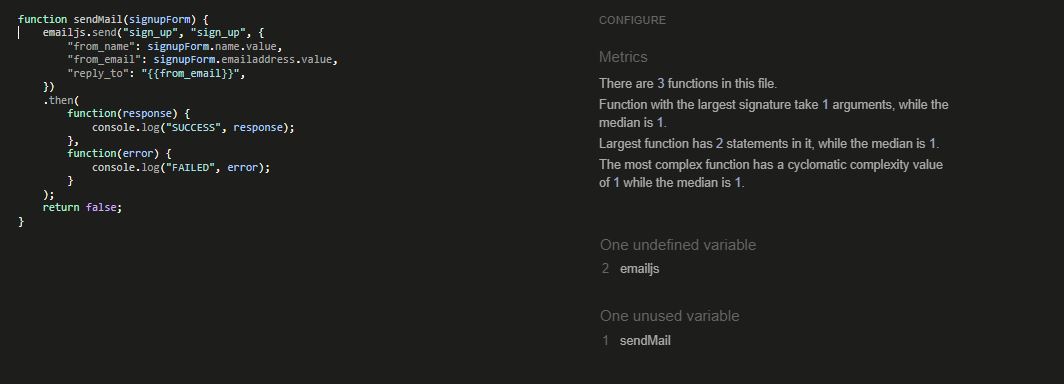 function sendMail(signupForm) {
    emailjs.send("sign_up", "sign_up", {
        "from_name": signupForm.name.value,
        "from_email": signupForm.emailaddress.value,
        "reply_to": "{{from_email}}",
    })
    .then(
        function(response) {
            console.log("SUCCESS", response);
        },
        function(error) {
            console.log("FAILED", error);
        }
    );
    return false;
}
CONFIGURE
Metrics
There are 3 functions in this file.
Function with the largest signature take 1 arguments, while the
median is 1.
Largest function has 2 statements in it, while the median is 1.
The most complex function has a cyclomatic complexity value
of 1 while the median is 1.
One undefined variable
2 emailjs
One unused variable
1 sendMail